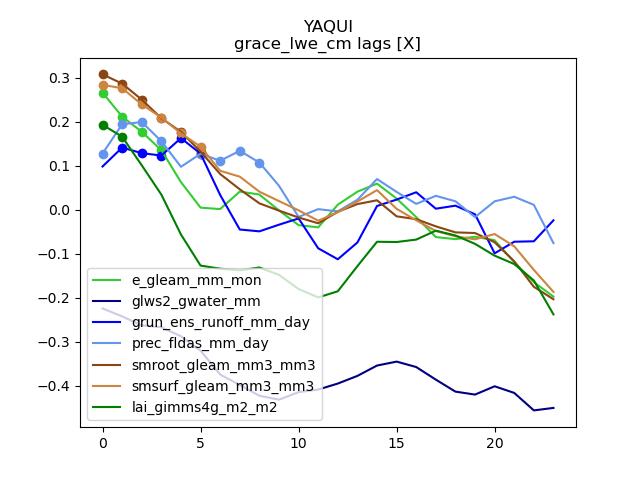 YAQUI
grace_lwe_cm lags [X]
0.3
0.2
0.1
0.0
−0.1
−0.2
−0.3
−0.4
e_gleam_mm_mon
glws2_gwater_mm
grun_ens_runoff_mm_day
prec_fldas_mm_day
smroot_gleam_mm3_mm3
smsurf_gleam_mm3_mm3
lai_gimms4g_m2_m2
0 5 10 15 20